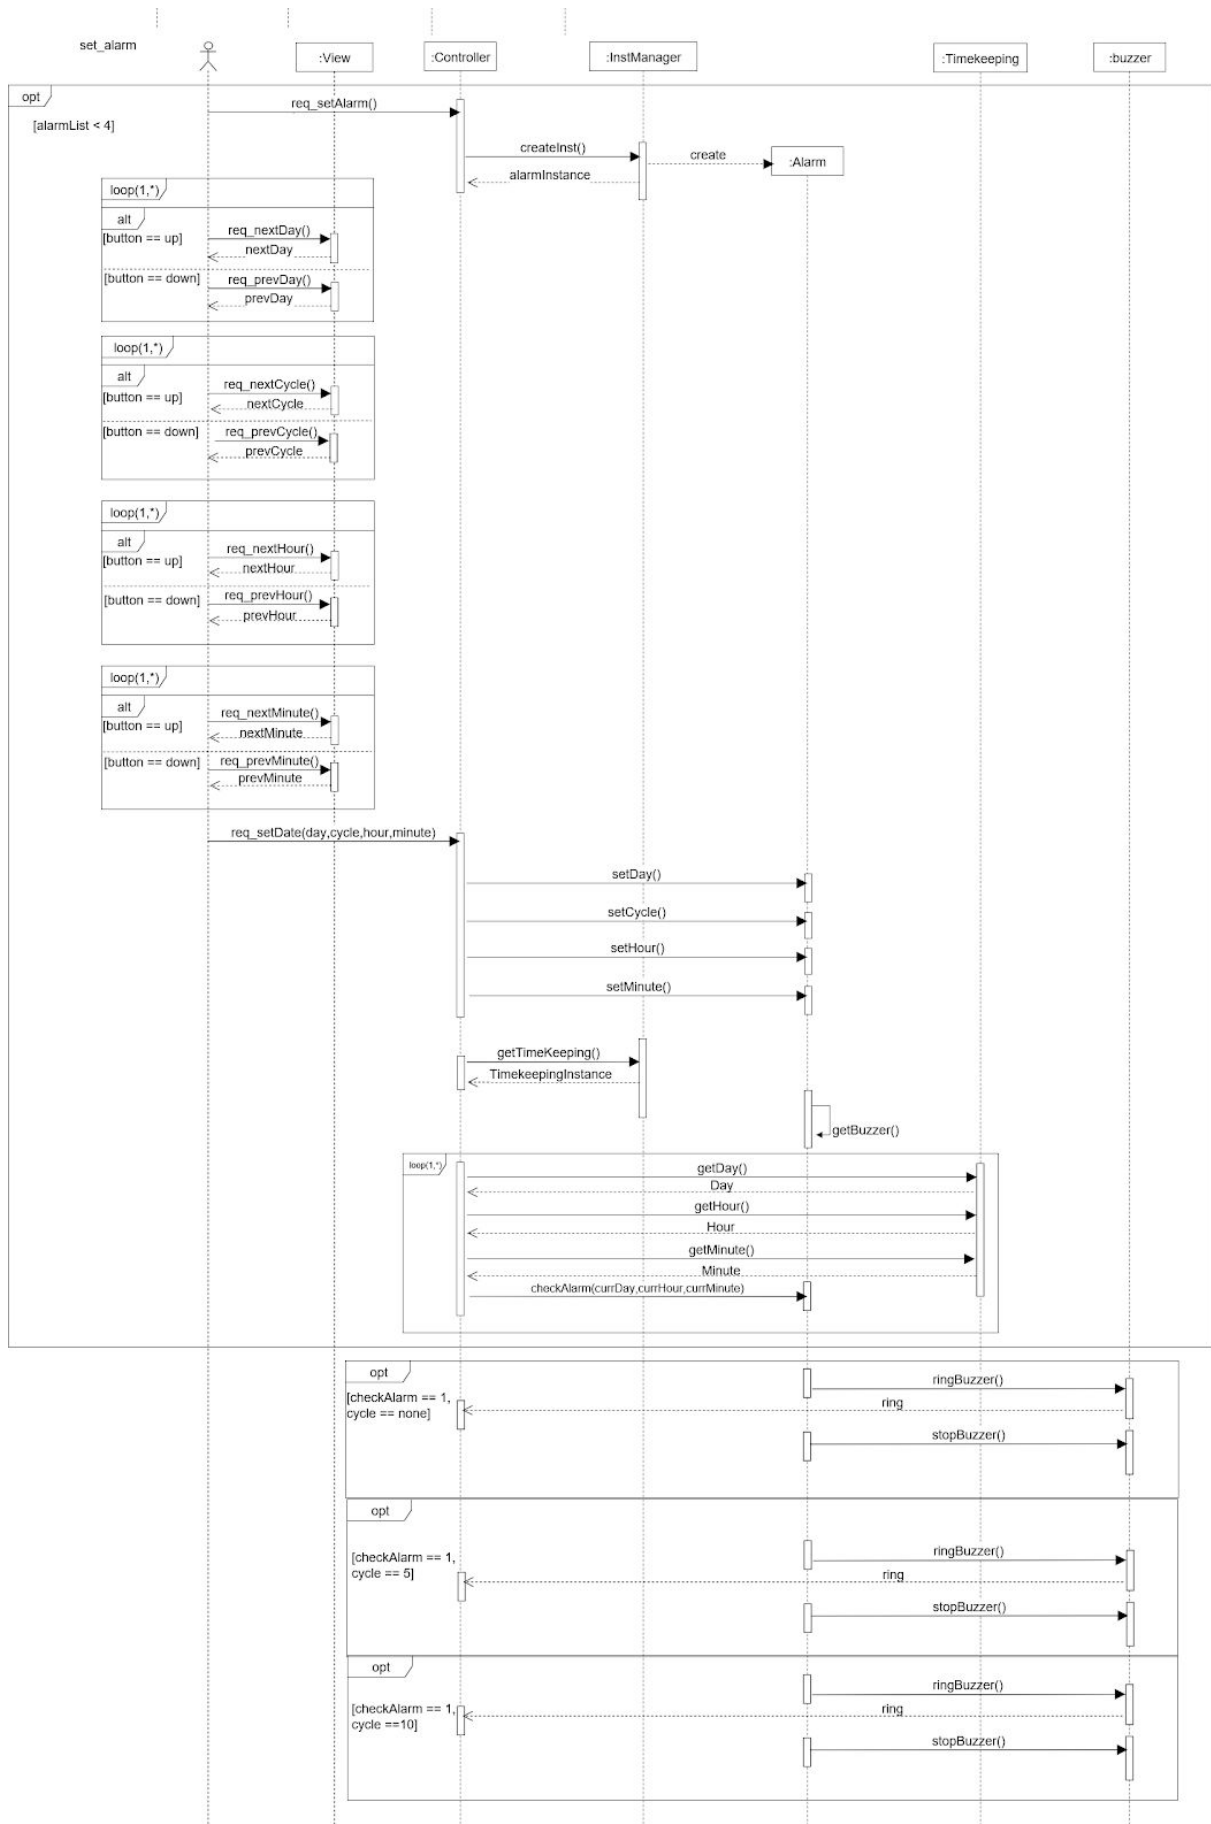 set_alarm
:View
:Controller
:InstManager
:Timekeeping
:buzzer
opt
[alarmList < 4]
req_setAlarm()
createInst()
create
:Alarm
alarmInstance
loop(1,*)
alt
[button == up]
req_nextDay()
nextDay
[button == down]
req_prevDay()
prevDay
loop(1,*)
alt
[button == up]
req_nextCycle()
nextCycle
[button == down]
req_prevCycle()
prevCycle
loop(1,*)
alt
[button == up]
req_nextHour()
nextHour
[button == down]
req_prevHour()
prevHour
loop(1,*)
alt
[button == up]
req_nextMinute()
nextMinute
[button == down]
req_prevMinute()
prevMinute
req_setDate(day,cycle,hour,minute)
setDay()
setCycle()
setHour()
setMinute()
getTimeKeeping()
TimekeepingInstance
getBuzzer()
loop(1,*)
getDay()
Day
getHour()
Hour
getMinute()
Minute
checkAlarm(currDay,currHour,currMinute)
opt
[checkAlarm == 1,
cycle == none]
ringBuzzer()
ring
stopBuzzer()
opt
[checkAlarm == 1,
cycle == 5]
ringBuzzer()
ring
stopBuzzer()
opt
[checkAlarm == 1,
cycle ==10]
ringBuzzer()
ring
stopBuzzer()